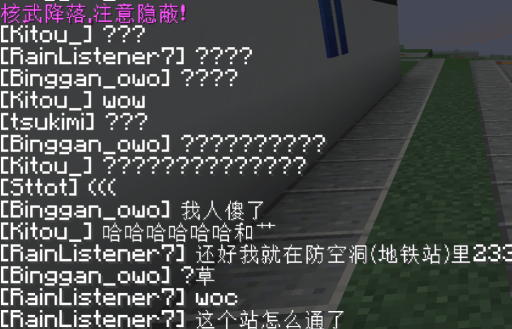 核武降落,注意隐蔽!
[Kitou_] ???
[RainListener7] ????
[Binggan_owo] ????
[Kitou_] wow
[tsukimi] ???
[Binggan_owo] ??????????
[Kitou_] ???????????????
[Sttot] (((
[Binggan_owo] 我人傻了
[Kitou_] 哈哈哈哈哈哈和艹
[RainListener7] 还好我就在防空洞(地铁站)里233
[Binggan_owo] ?草
[RainListener7] woc
[RainListener7] 这个站怎么通了